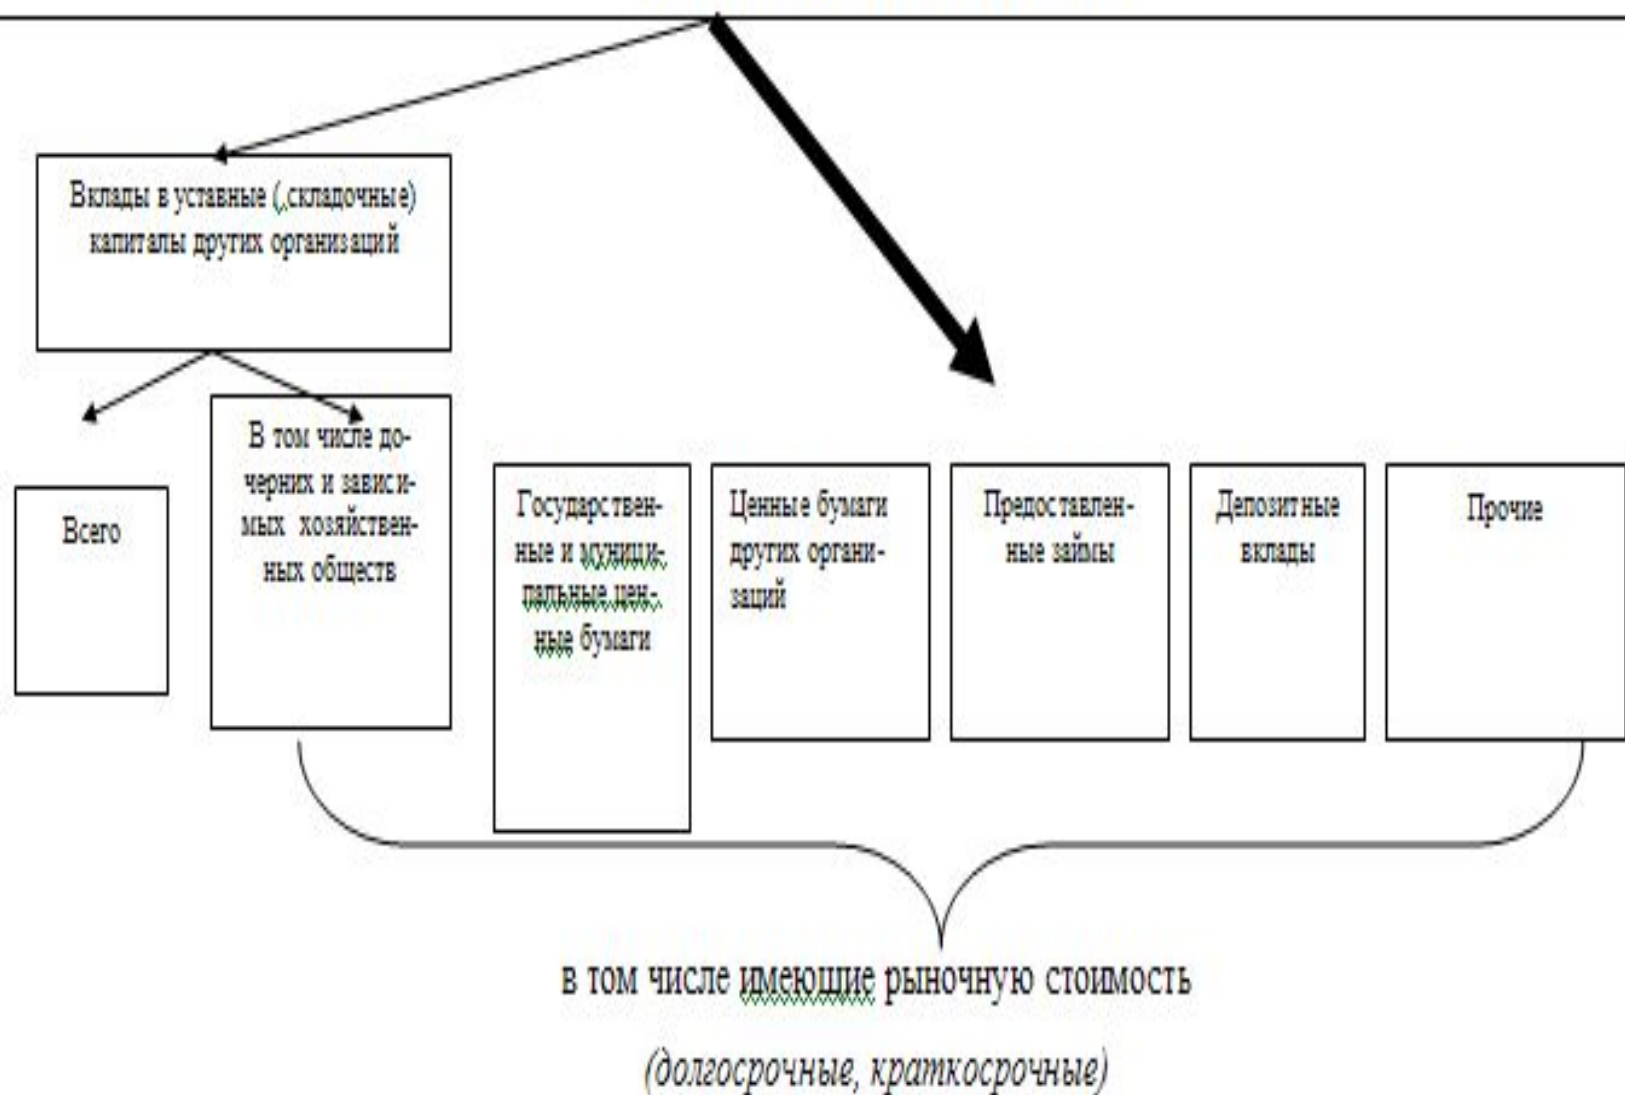 Вклады в уставные (,складочные)
капиталы других организаций
Всего
В том числе до-
черних и зависи-
мых хозяйствен-
ных обществ
Государствен-
ные и муници-
пальные цен-
ные бумаги
Ценные бумаги
других органи-
заций
Предоставлен-
ные займы
Депозитные
вклады
Прочие
в том числе имеющие рыночную стоимость
(долгосрочные, краткосрочные)